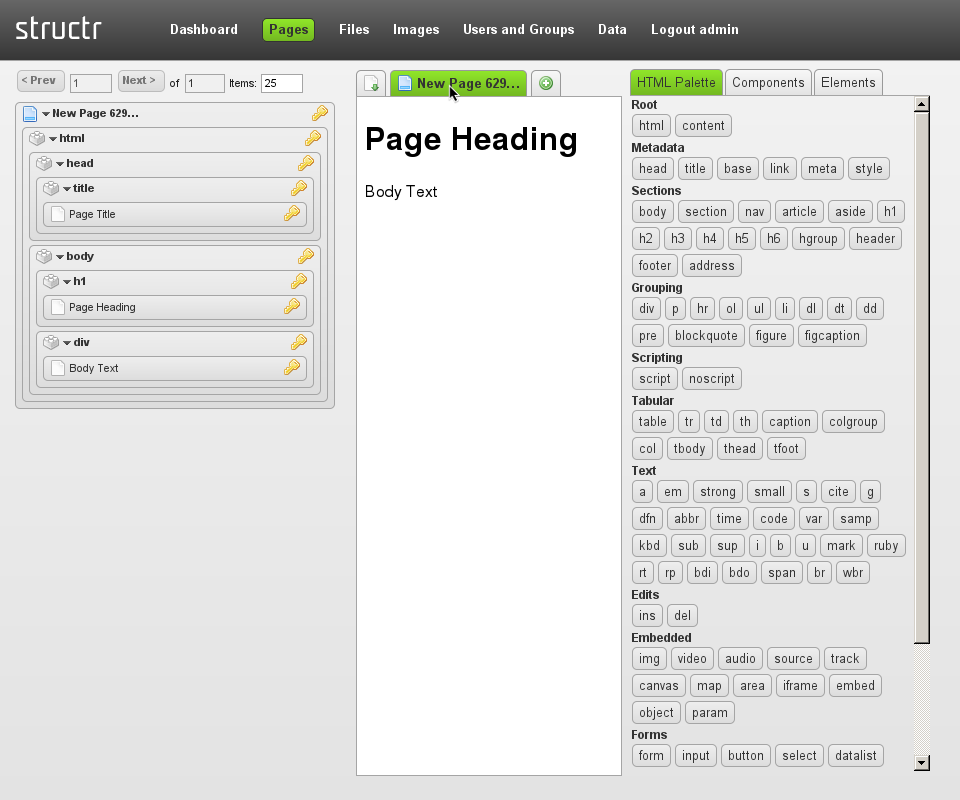 structr Dashboard Pages Files Images Users and Groups Data Logout admin
< Prev 1 Next > of 1 Items: 25
New Page 629...
html
head
title
Page Title
body
h1
Page Heading
div
Body Text
New Page 629...
Page Heading
Body Text
HTML Palette Components Elements
Root
html content
Metadata
head title base link meta style
Sections
body section nav article aside h1
h2 h3 h4 h5 h6 hgroup header
footer address
Grouping
div p hr ol ul li dl dt dd
pre blockquote figure figcaption
Scripting
script noscript
Tabular
table tr td th caption colgroup
col tbody thead tfoot
Text
a em strong small s cite g
dfn abbr time code var samp
kbd sub sup i b u mark ruby
rt rp bdi bdo span br wbr
Edits
ins del
Embedded
img video audio source track
canvas map area iframe embed
object param
Forms
form input button select datalist